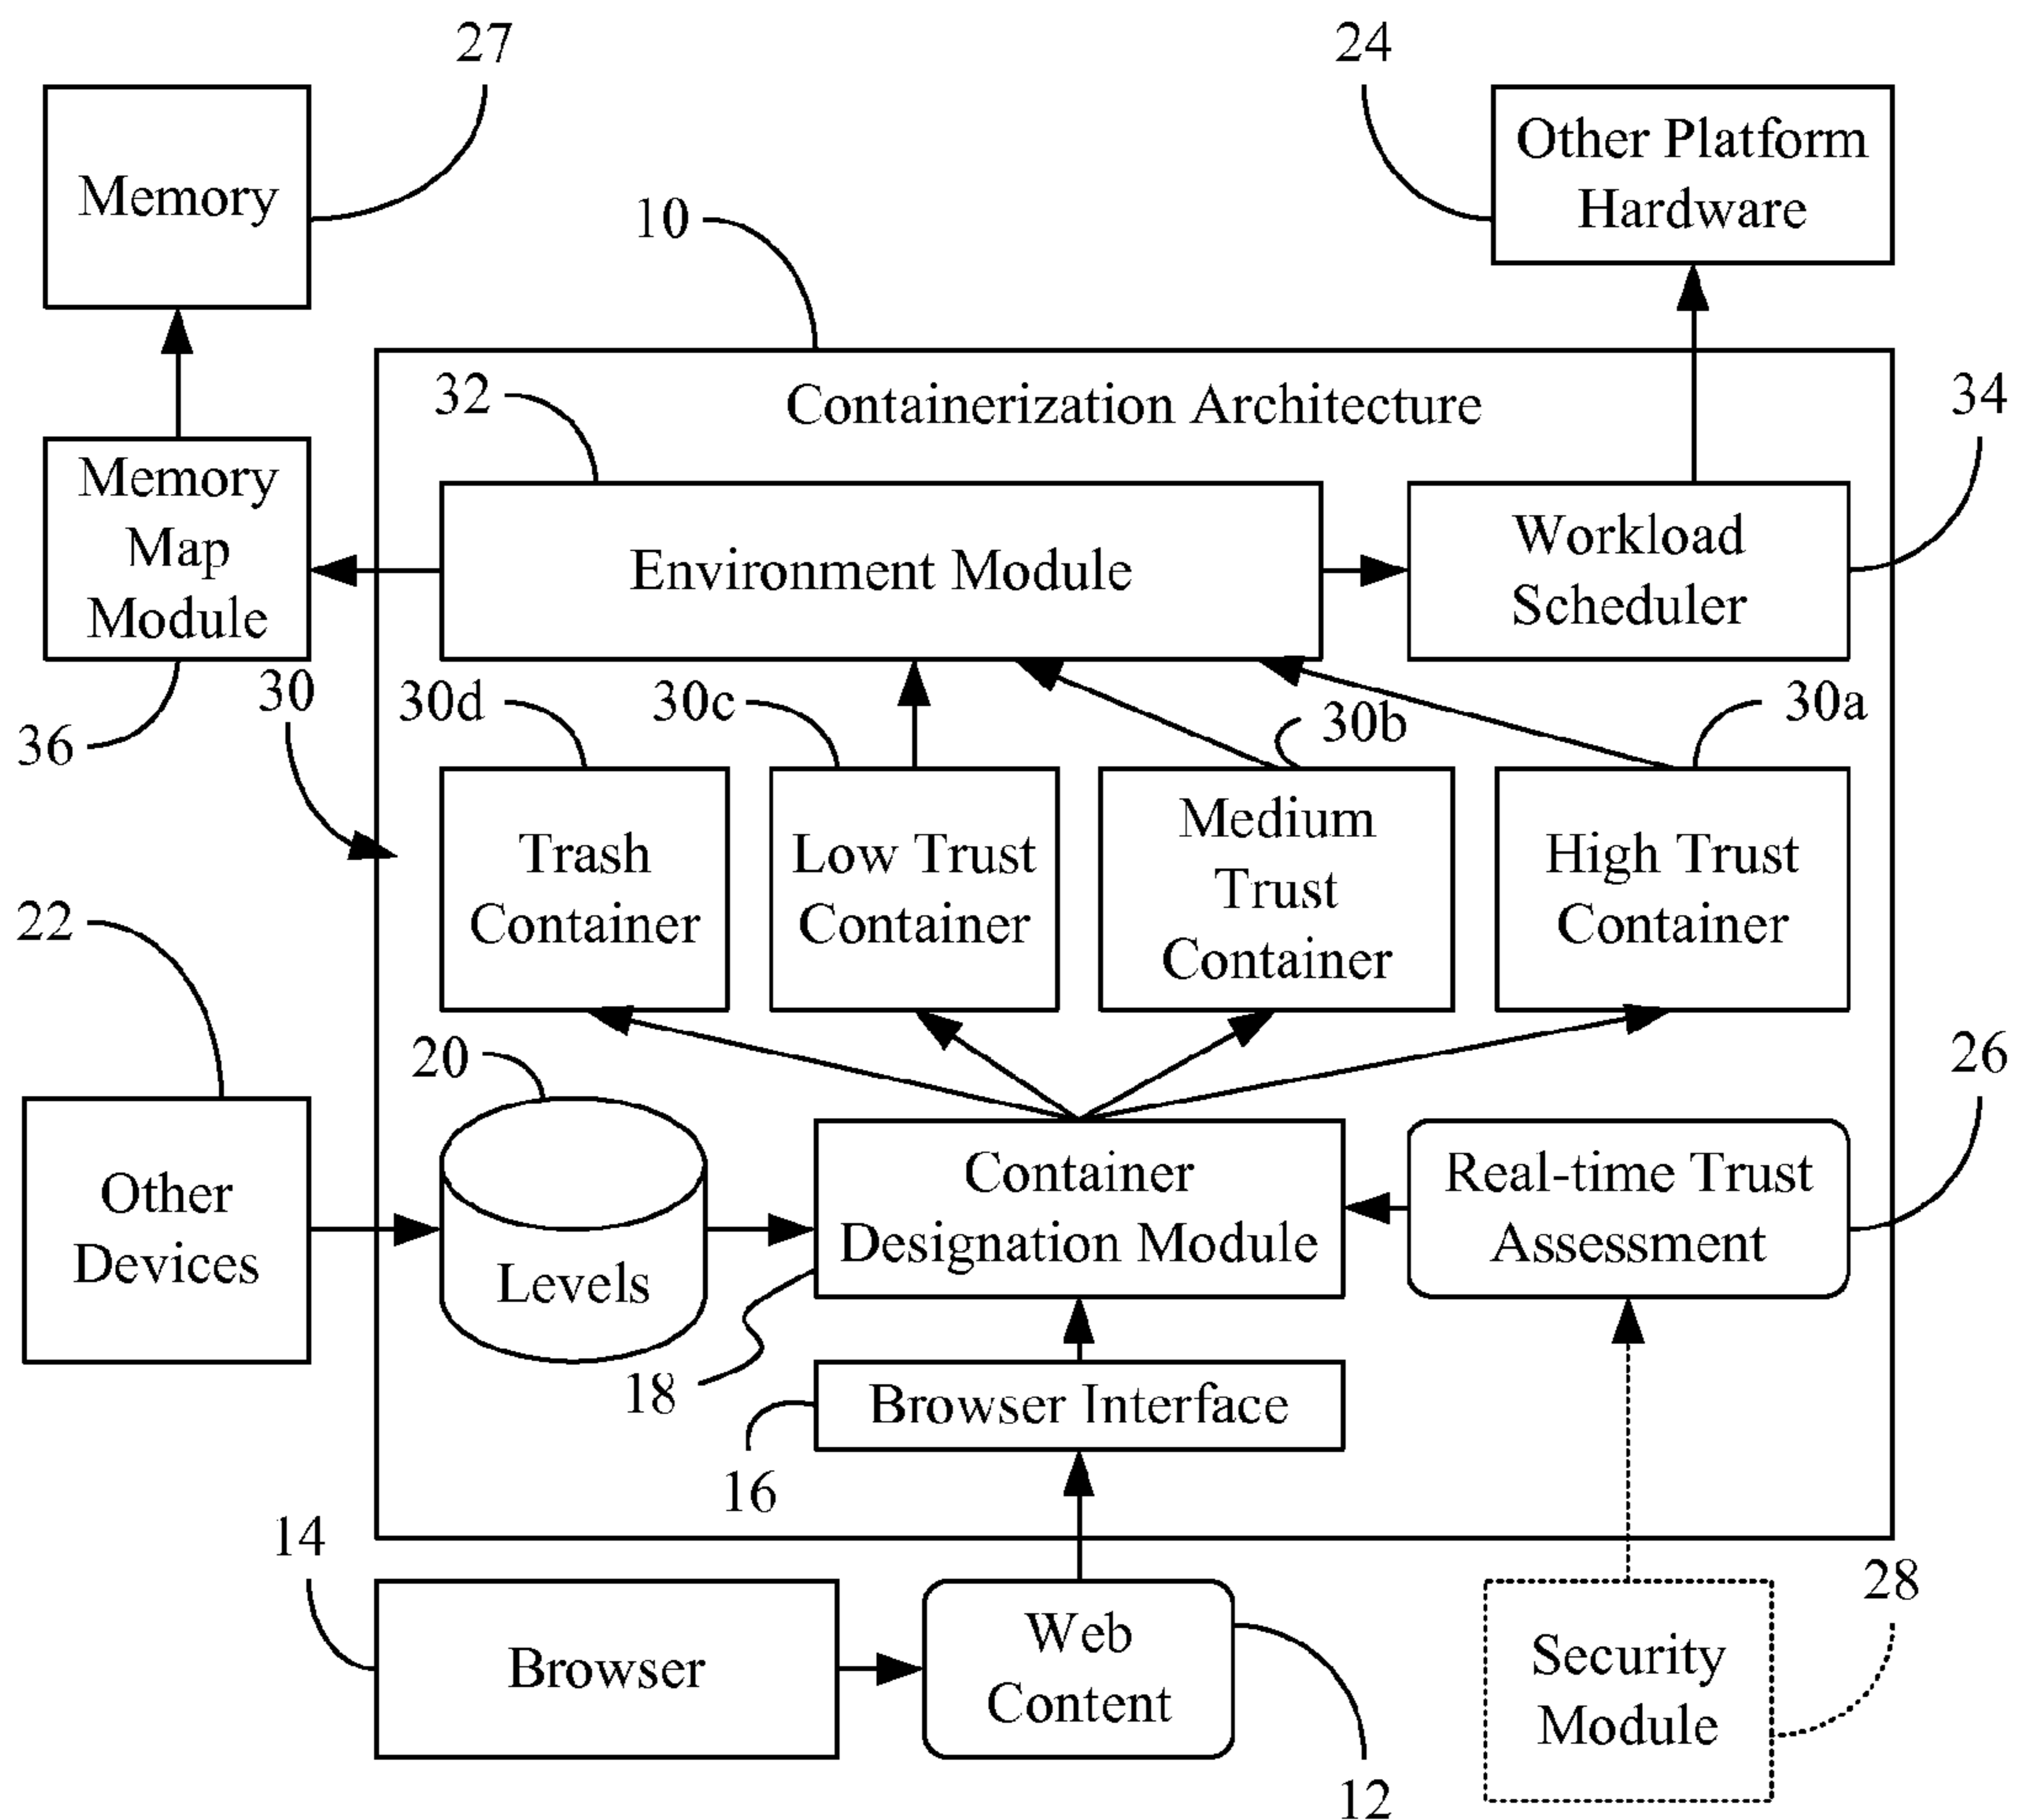 27
24
Memory
Other Platform
Hardware
10
32
Containerization Architecture
34
Memory
Map
Module
Environment Module
Workload
Scheduler
30
30d
30c
30b
30a
36
Trash
Container
Low Trust
Container
Medium
Trust
Container
High Trust
Container
22
20
26
Other
Devices
Levels
Container
Designation Module
Real-time Trust
Assessment
18
Browser Interface
16
14
28
Browser
Web
Content
Security
Module
12